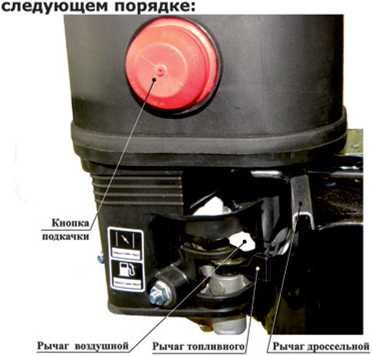 следующем порядке:
Кнопка
подкачки
Рычаг воздушной
Рычаг топливного
Рычаг дроссельной